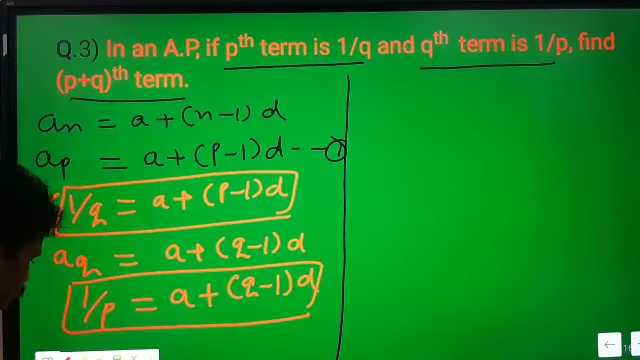 Q.3) In an A.P, if pth term is 1/q and qth term is 1/p, find
(p+q)th term.
an = a+(n-1)d
ap = a+(p-1)d - - ①
1/q = a+(p-1)d
aq = a+(q-1)d
1/p = a+(q-1)d